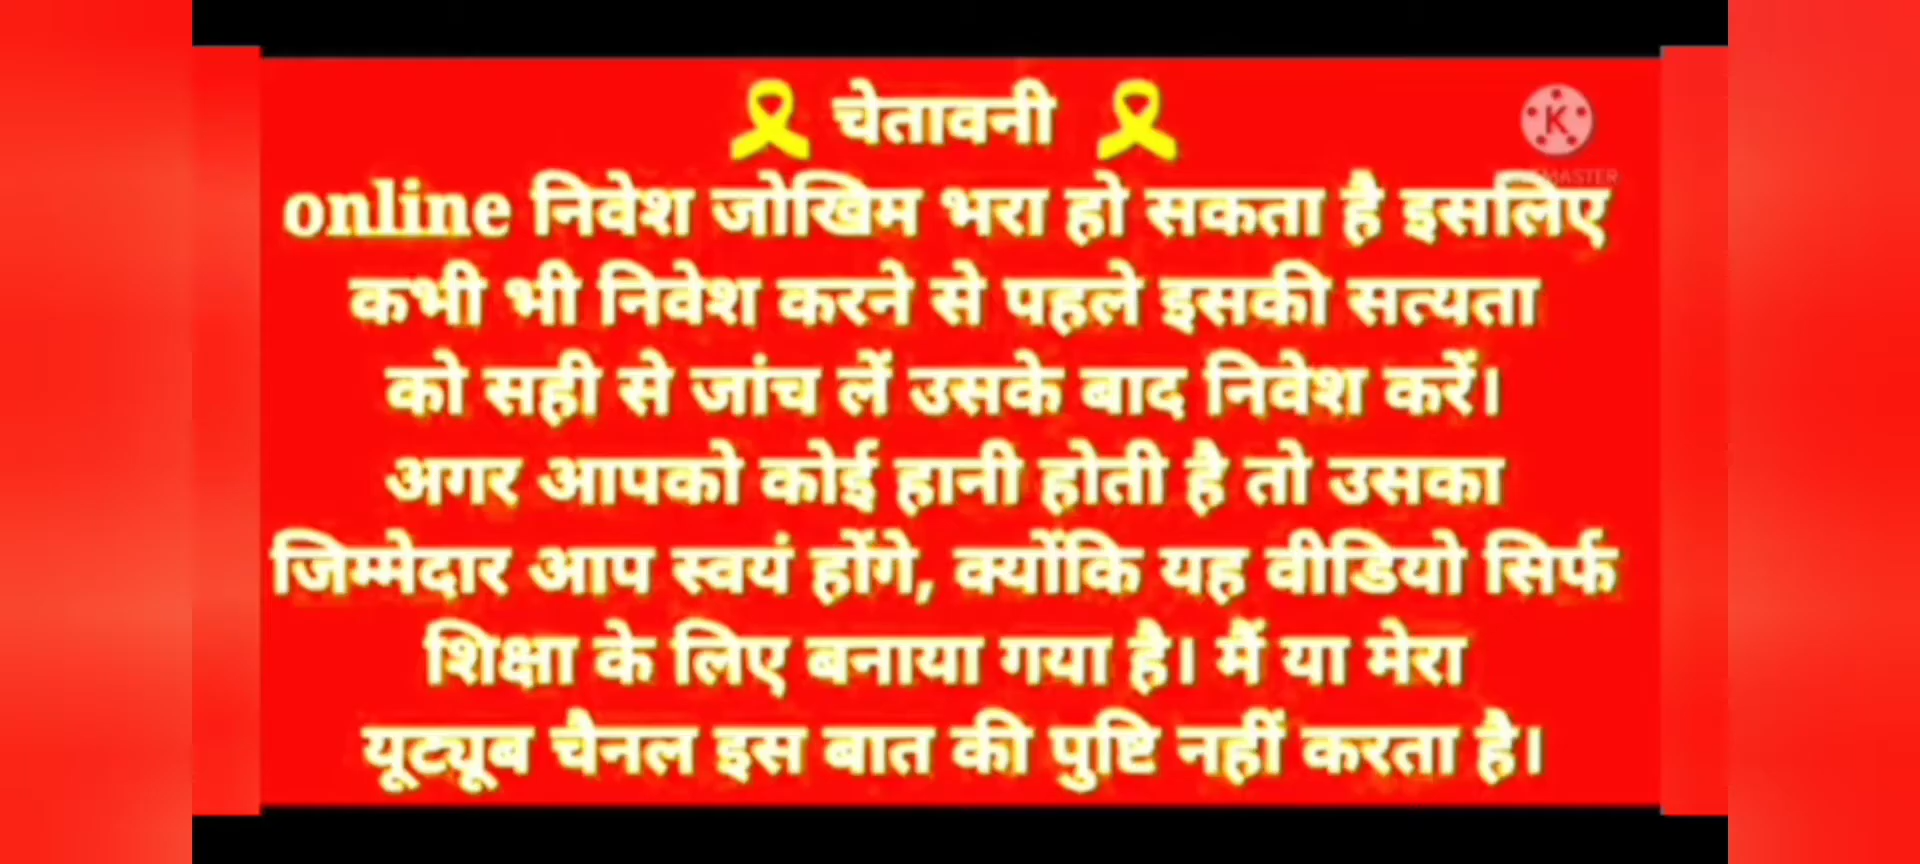 🎗 चेतावनी 🎗
online निवेश जोखिम भरा हो सकता है इसलिए
कभी भी निवेश करने से पहले इसकी सत्यता
को सही से जांच लें उसके बाद निवेश करें।
अगर आपको कोई हानी होती है तो उसका
जिम्मेदार आप स्वयं होंगे, क्योंकि यह वीडियो सिर्फ
शिक्षा के लिए बनाया गया है। मैं या मेरा
यूट्यूब चैनल इस बात की पुष्टि नहीं करता है।
K